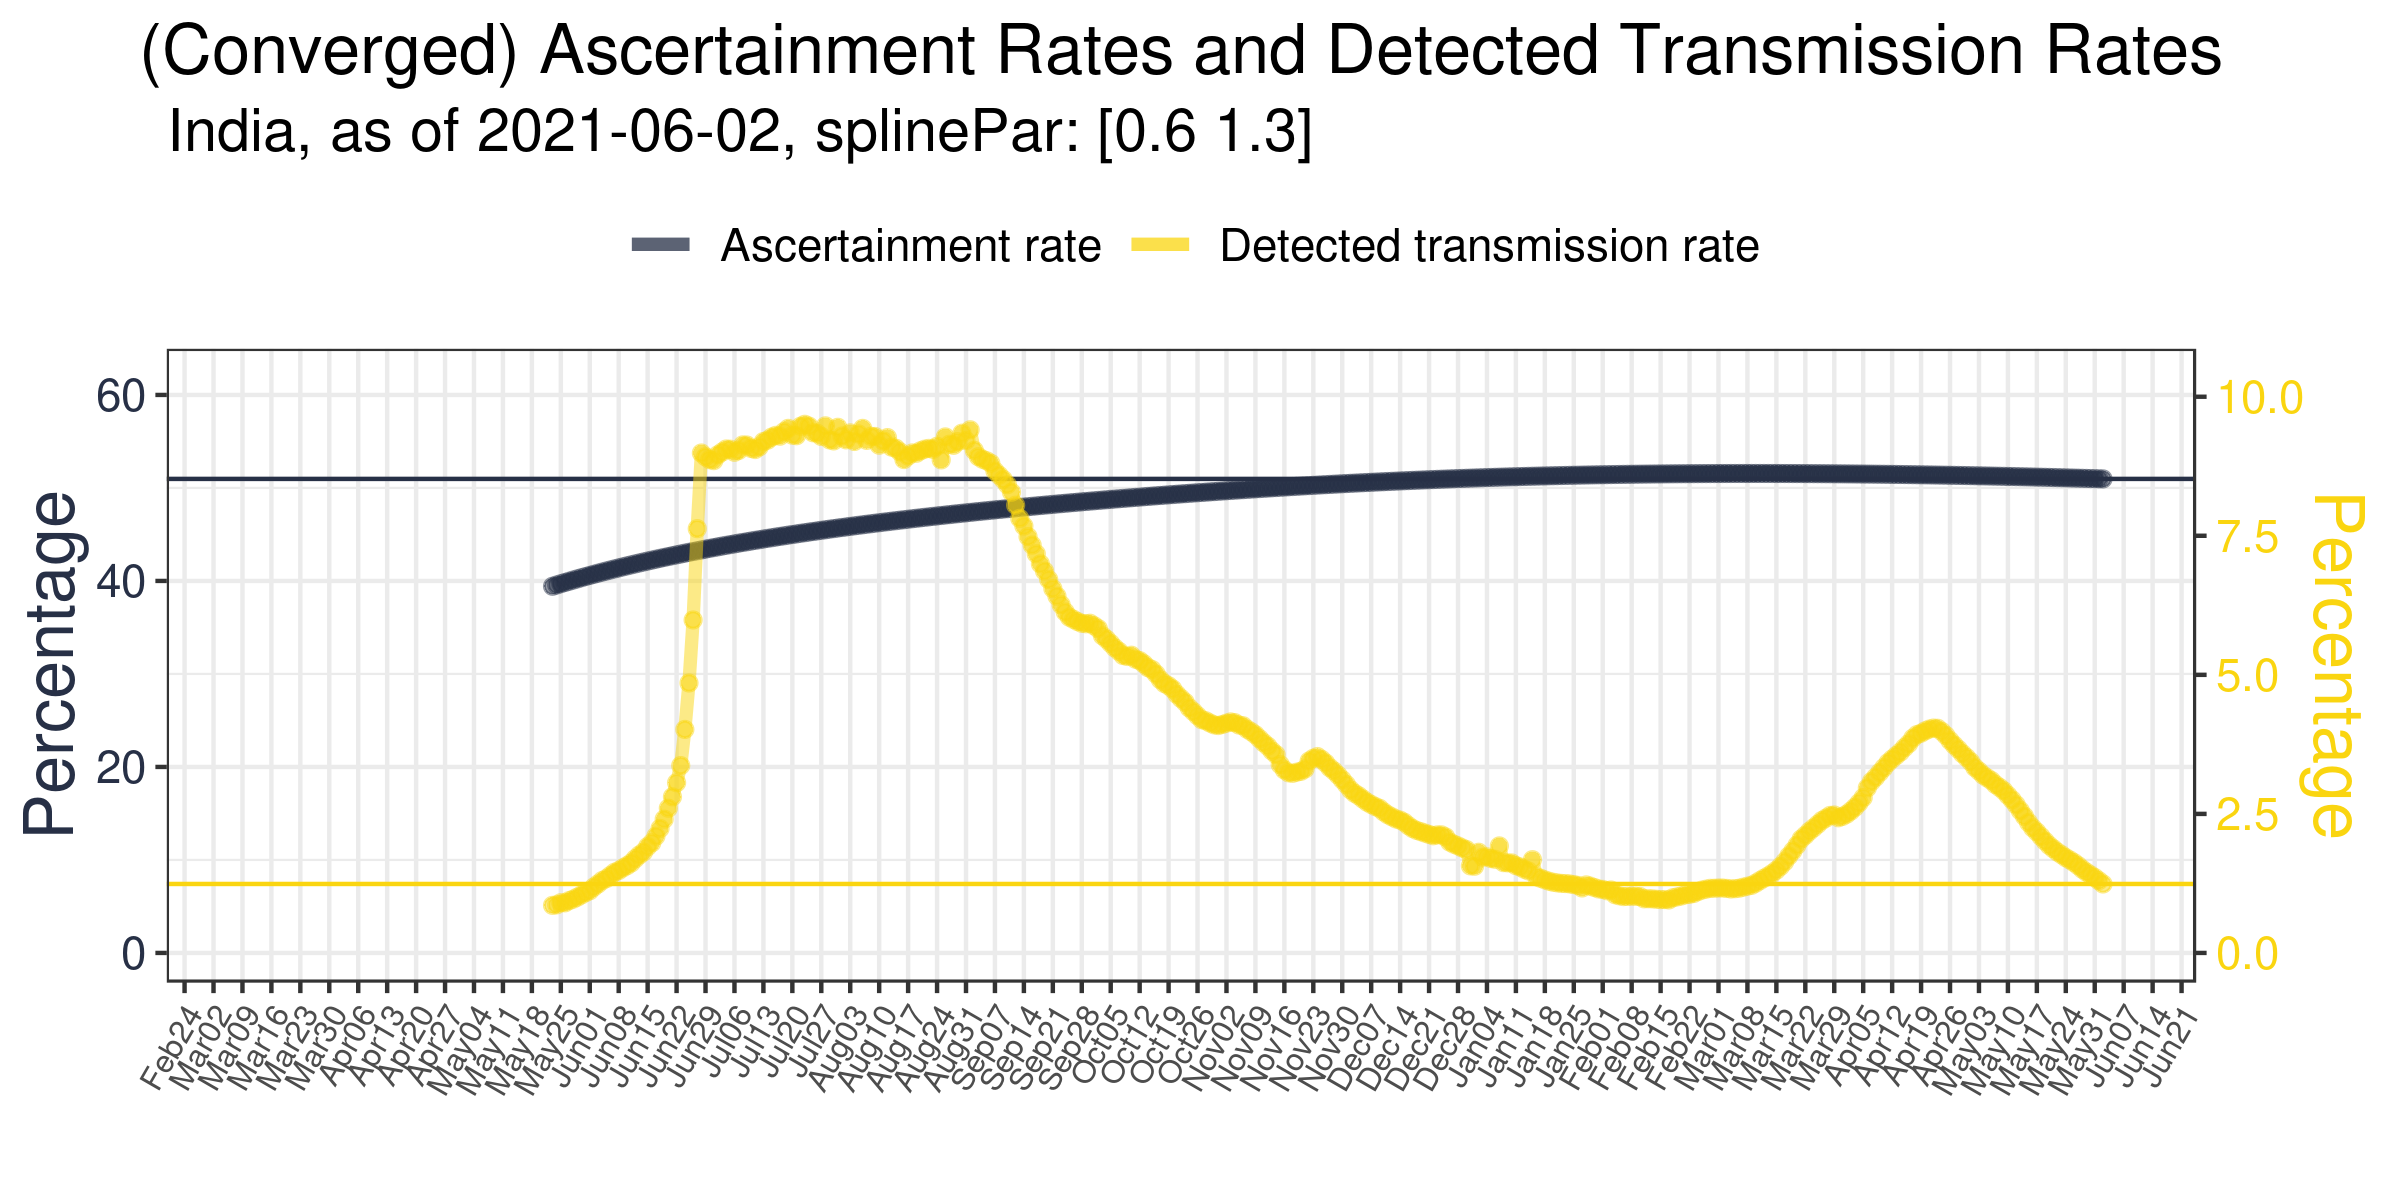 (Converged) Ascertainment Rates and Detected Transmission Rates
India, as of 2021-06-02, splinePar: [0.6 1.3]
Ascertainment rate Detected transmission rate
Percentage
60
40
20
0
10.0
7.5
5.0
2.5
0.0
Percentage
Feb24 Mar02 Mar09 Mar16 Mar23 Mar30 Apr06 Apr13 Apr20 Apr27 May04 May11 May18 May25 Jun01 Jun08 Jun15 Jun22 Jun29 Jul06 Jul13 Jul20 Jul27 Aug03 Aug10 Aug17 Aug24 Aug31 Sep07 Sep14 Sep21 Sep28 Oct05 Oct12 Oct19 Oct26 Nov02 Nov09 Nov16 Nov23 Nov30 Dec07 Dec14 Dec21 Dec28 Jan04 Jan11 Jan18 Jan25 Feb01 Feb08 Feb15 Feb22 Mar01 Mar08 Mar15 Mar22 Mar29 Apr05 Apr12 Apr19 Apr26 May03 May10 May17 May24 May31 Jun07 Jun14 Jun21